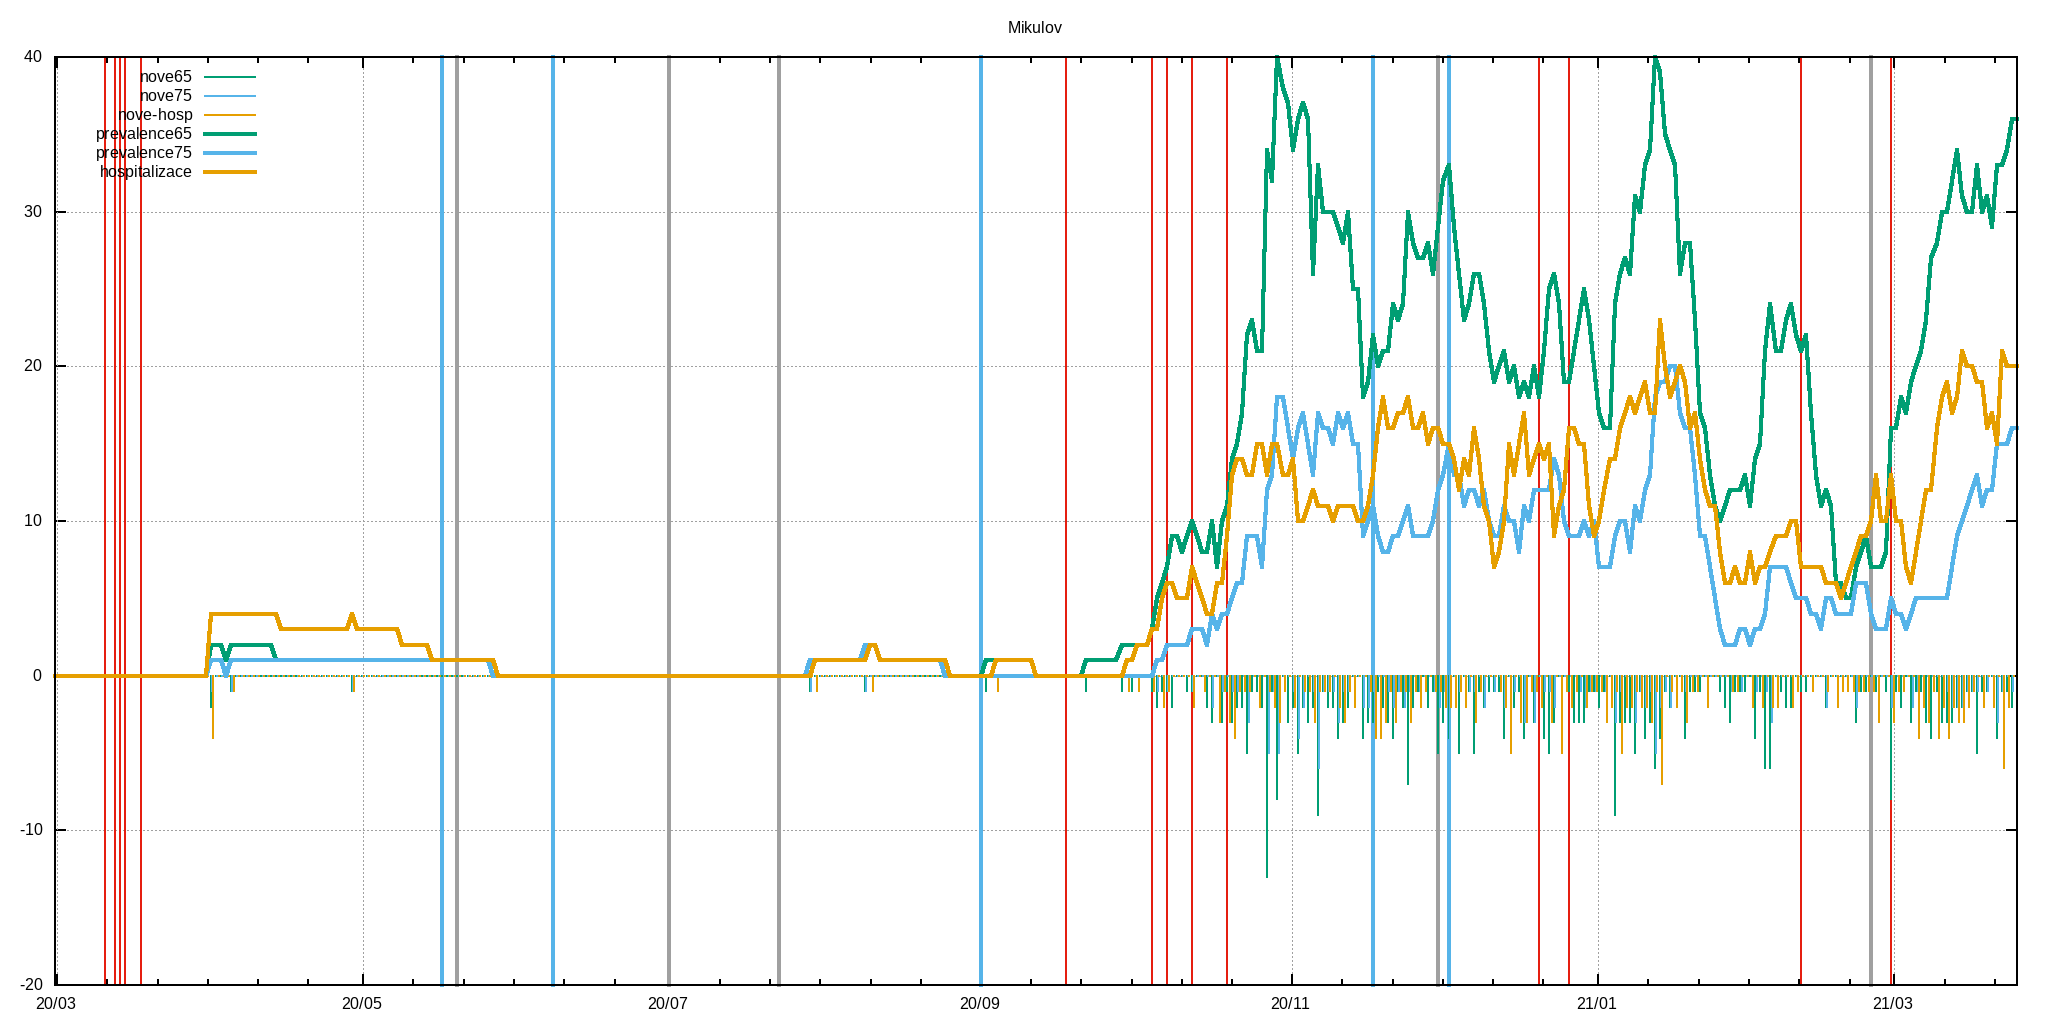 Mikulov
40
nove65
nove75
nove-hosp
prevalence65
prevalence75
hospitalizace
30
20
10
0
-10
-20
20/03 20/05 20/07 20/09 20/11 21/01 21/03